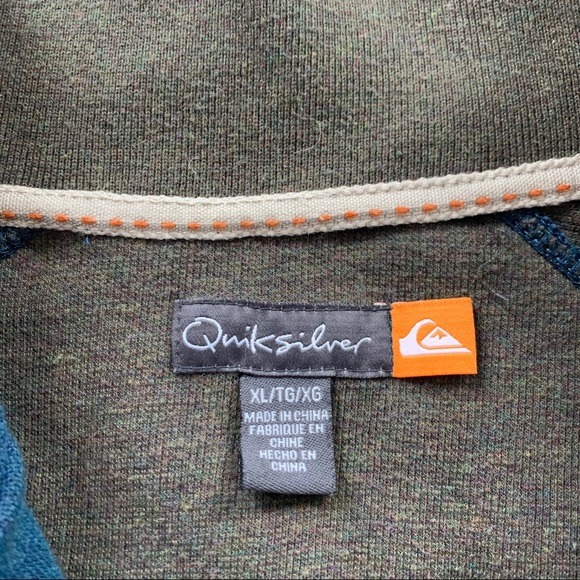 Quiksilver
XL/TG/XG
MADE IN CHINA
FABRIQUE EN
CHINE
HECHO EN
CHINA